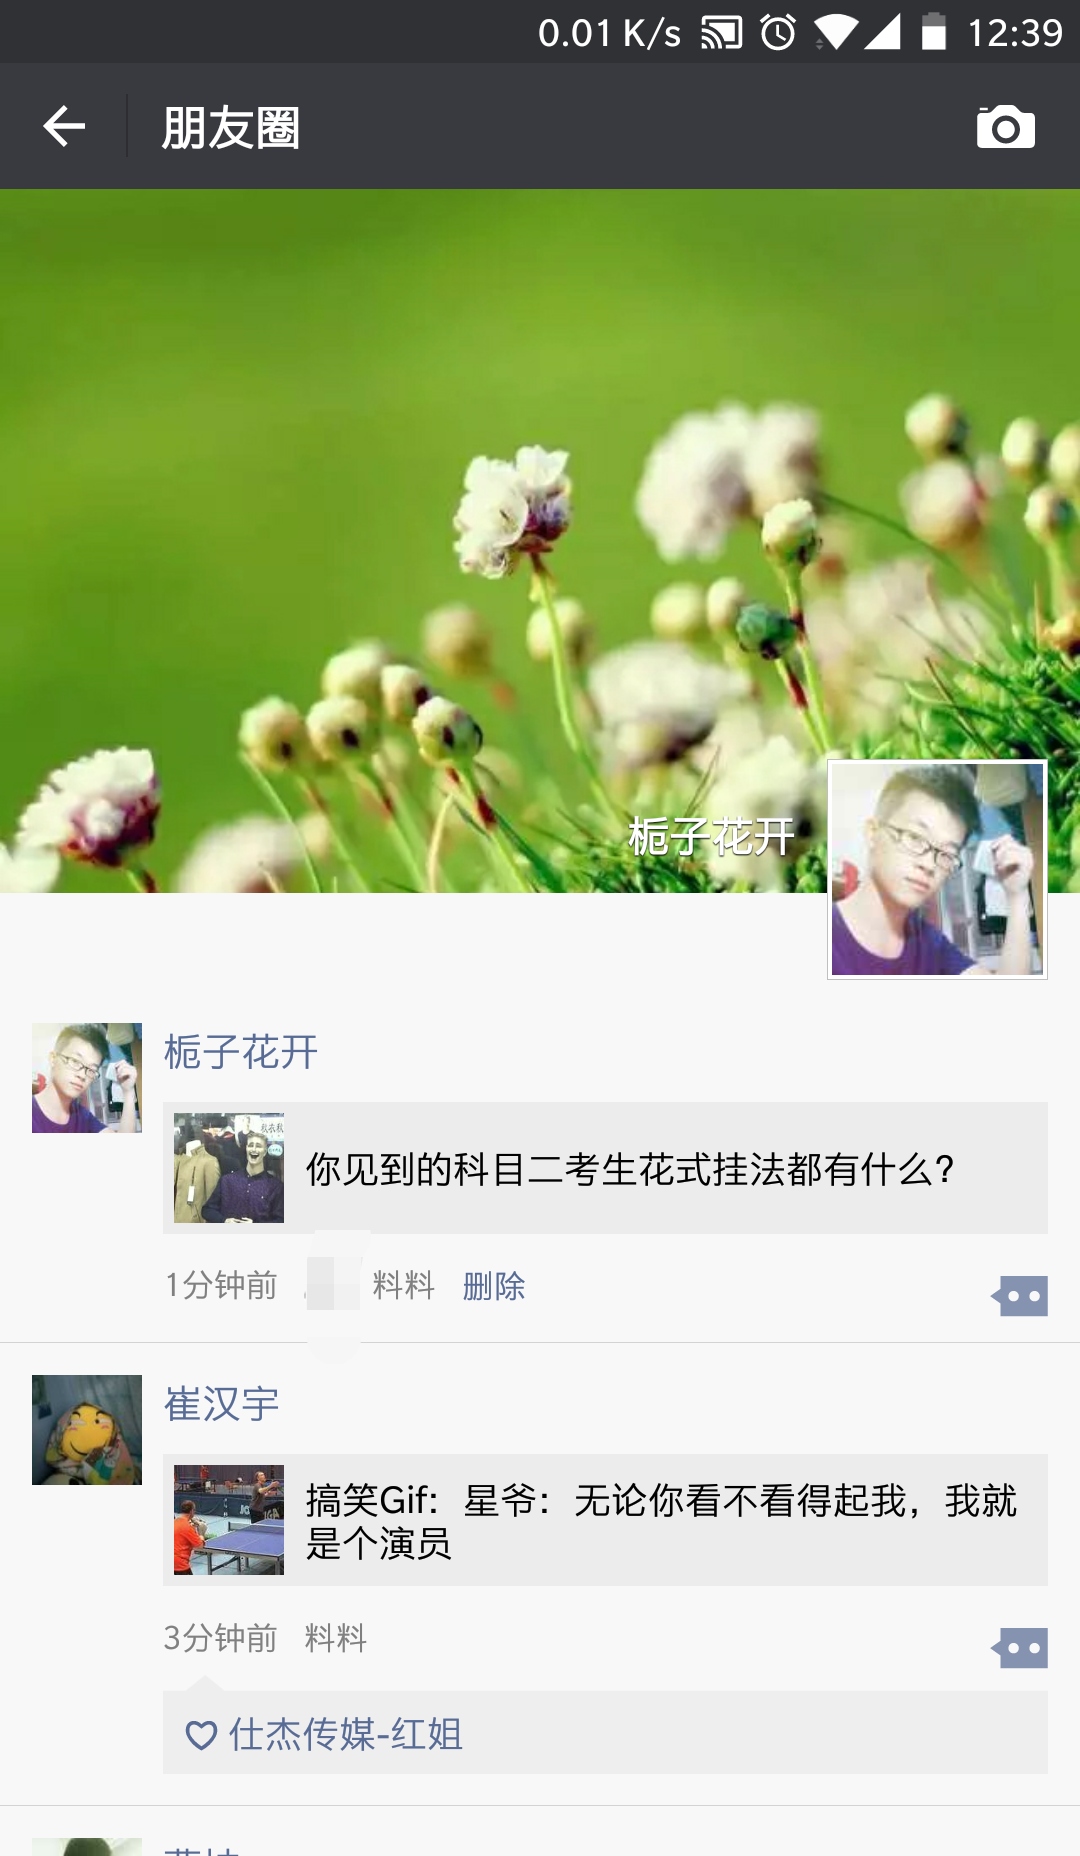 0.01 K/s 12:39
朋友圈
栀子花开
栀子花开
你见到的科目二考生花式挂法都有什么?
1分钟前 料料 删除
崔汉宇
搞笑Gif：星爷：无论你看不看得起我，我就
是个演员
3分钟前 料料
仕杰传媒-红姐